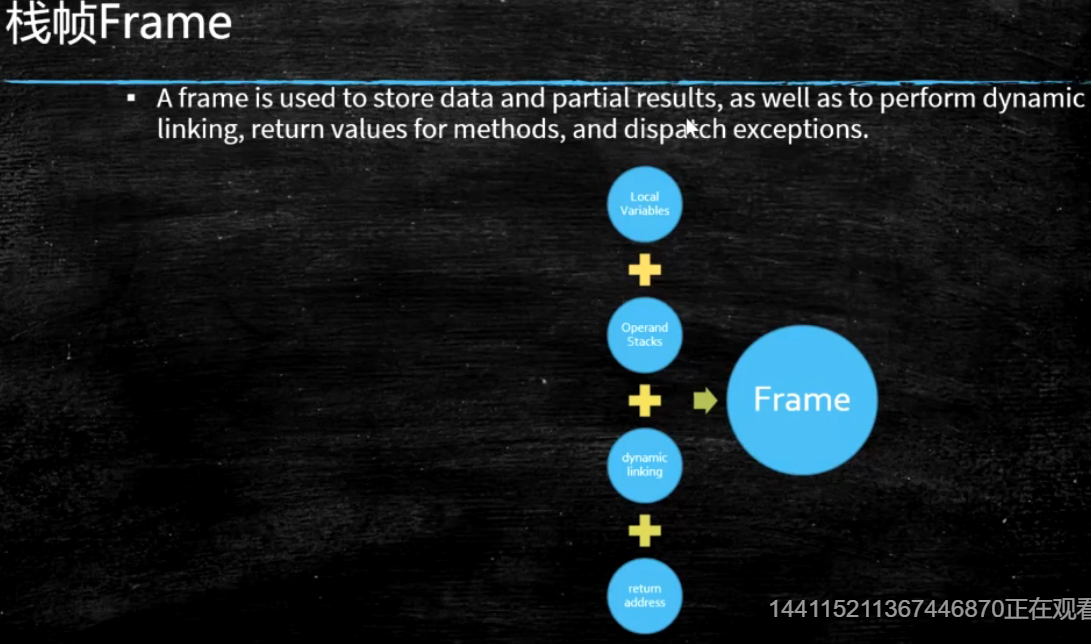 栈帧Frame
▪ A frame is used to store data and partial results, as well as to perform dynamic
linking, return values for methods, and dispatch exceptions.
Local
Variables
Operand
Stacks
dynamic
linking
return
address
Frame
144115211367446870正在观看